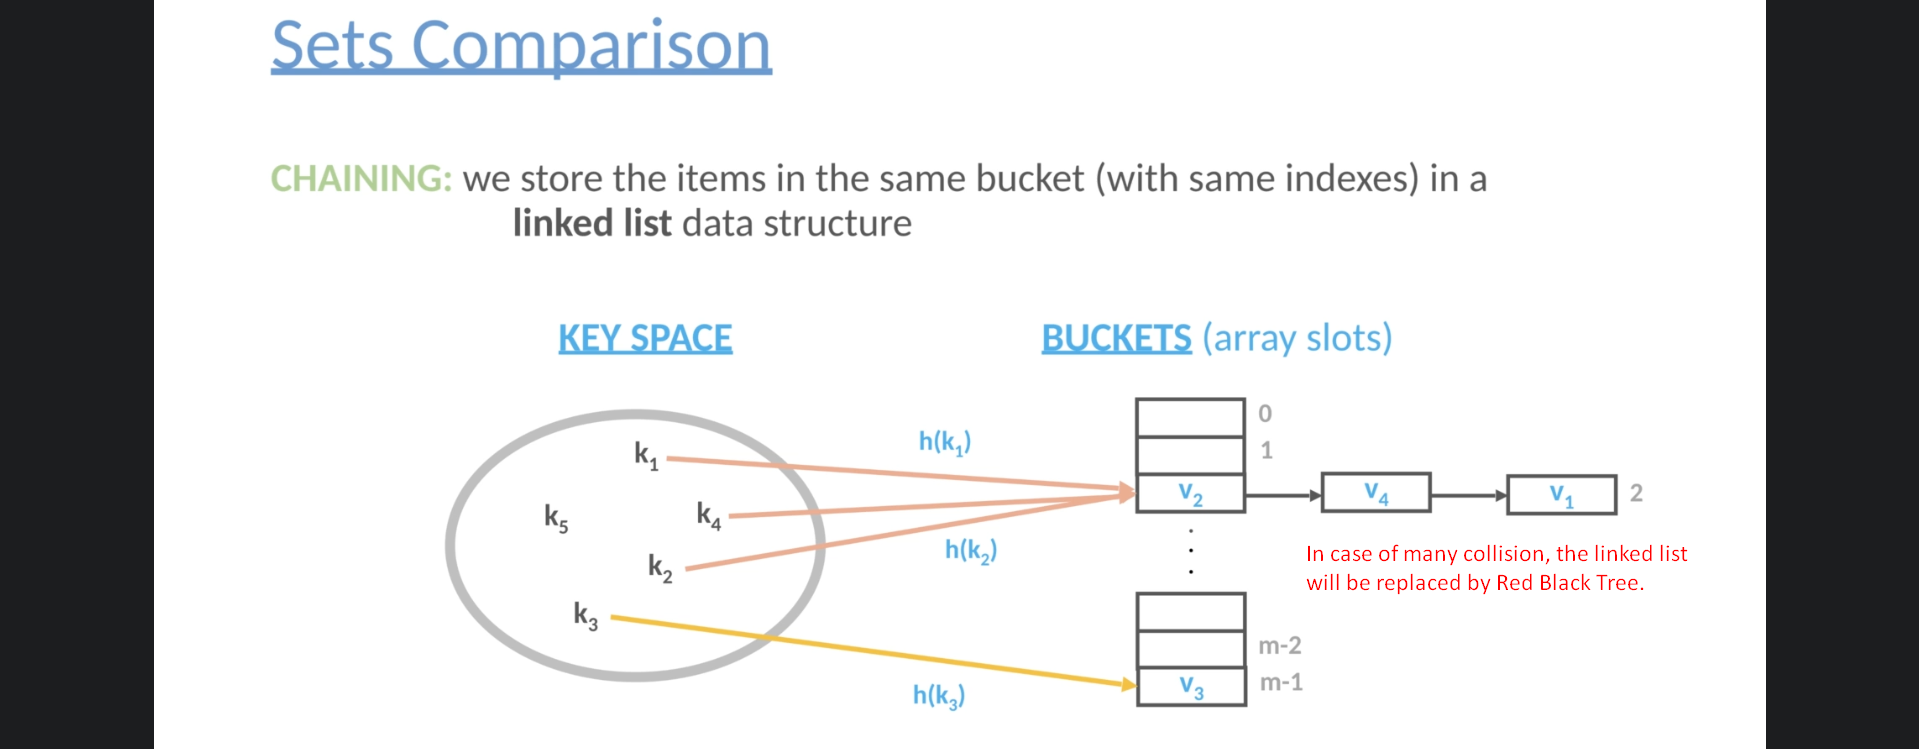 Sets Comparison
CHAINING: we store the items in the same bucket (with same indexes) in a
linked list data structure
KEY SPACE
BUCKETS (array slots)
k₁
k₅
k₄
k₂
k₃
h(k₁)
h(k₂)
h(k₃)
0
1
v₂
v₄
v₁
2
In case of many collision, the linked list
will be replaced by Red Black Tree.
m-2
v₃
m-1